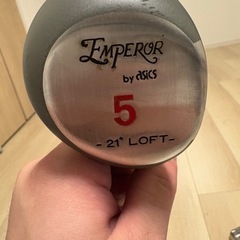 EMPEROR
by asics
5
- 21° LOFT-